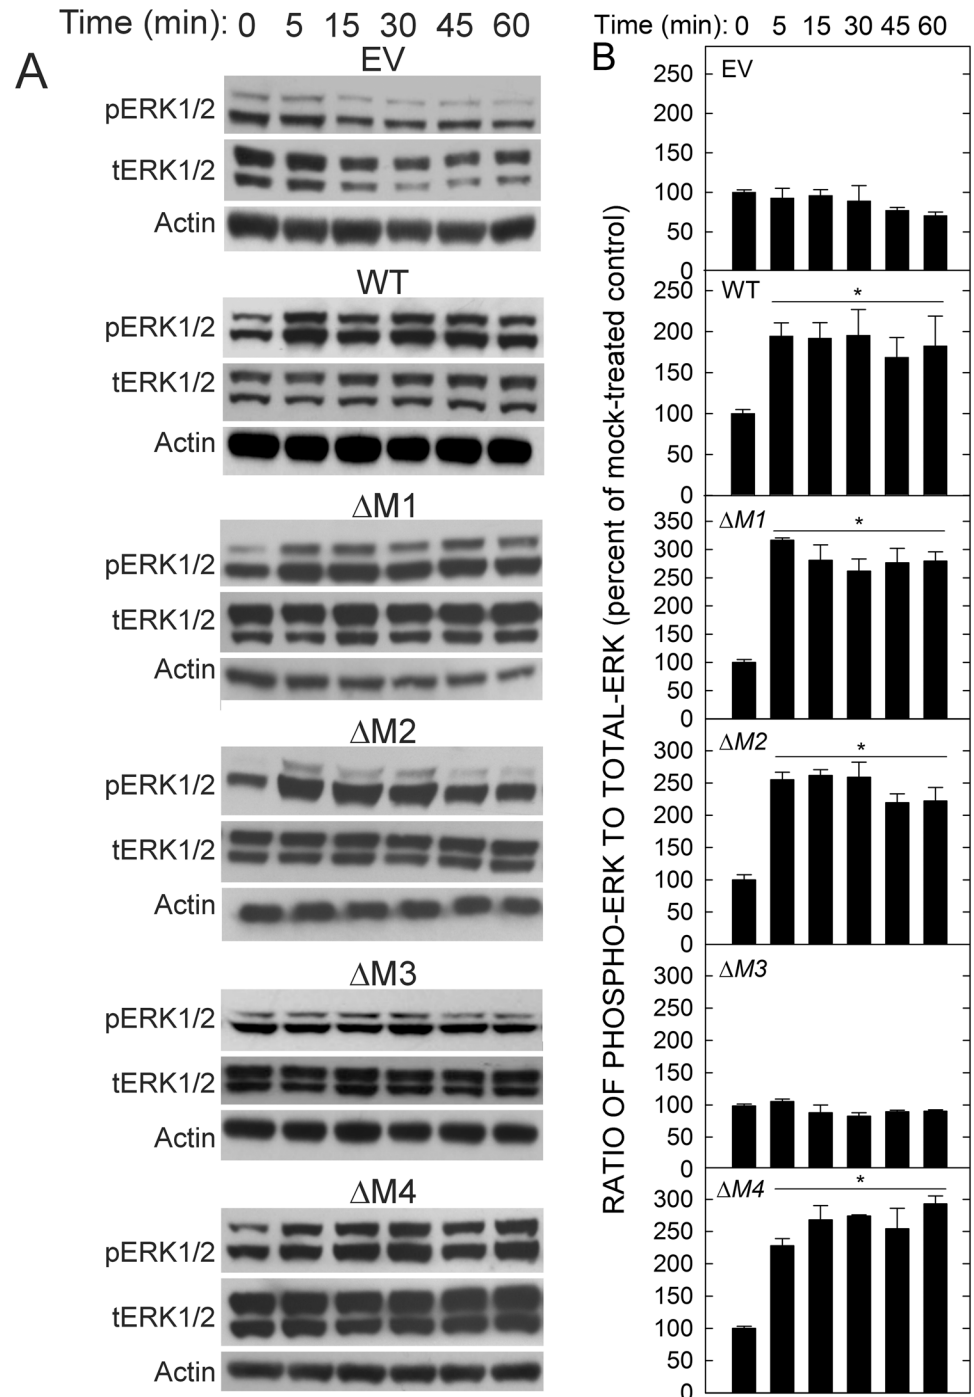 Time (min): 0 5 15 30 45 60
A
EV
pERK1/2
tERK1/2
Actin
WT
pERK1/2
tERK1/2
Actin
ΔM1
pERK1/2
tERK1/2
Actin
ΔM2
pERK1/2
tERK1/2
Actin
ΔM3
pERK1/2
tERK1/2
Actin
ΔM4
pERK1/2
tERK1/2
Actin
Time (min): 0 5 15 30 45 60
B
RATIO OF PHOSPHO-ERK TO TOTAL-ERK (percent of mock-treated control)
EV
250
200
150
100
50
0
WT
*
250
200
150
100
50
0
ΔM1
*
350
300
250
200
150
100
50
0
ΔM2
*
300
250
200
150
100
50
0
ΔM3
300
250
200
150
100
50
0
ΔM4
*
300
250
200
150
100
50
0